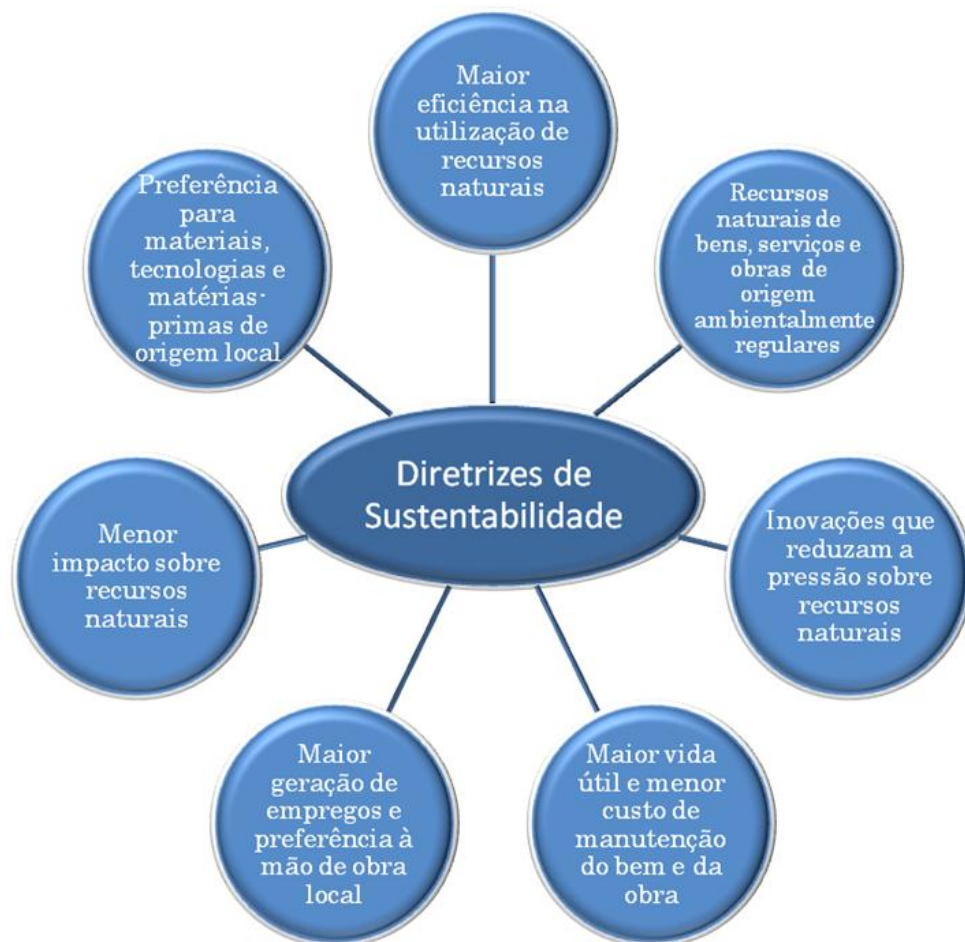 Maior
eficiência na
utilização de
recursos
naturais
Preferência
para
materiais,
tecnologias e
matérias-
primas de
origem local
Recursos
naturais de
bens, serviços e
obras de
origem
ambientalmente
regulares
Diretrizes de
Sustentabilidade
Menor
impacto sobre
recursos
naturais
Inovações que
reduzam a
pressão sobre
recursos
naturais
Maior
geração de
empregos e
preferência à
mão de obra
local
Maior vida
útil e menor
custo de
manutenção
do bem e da
obra